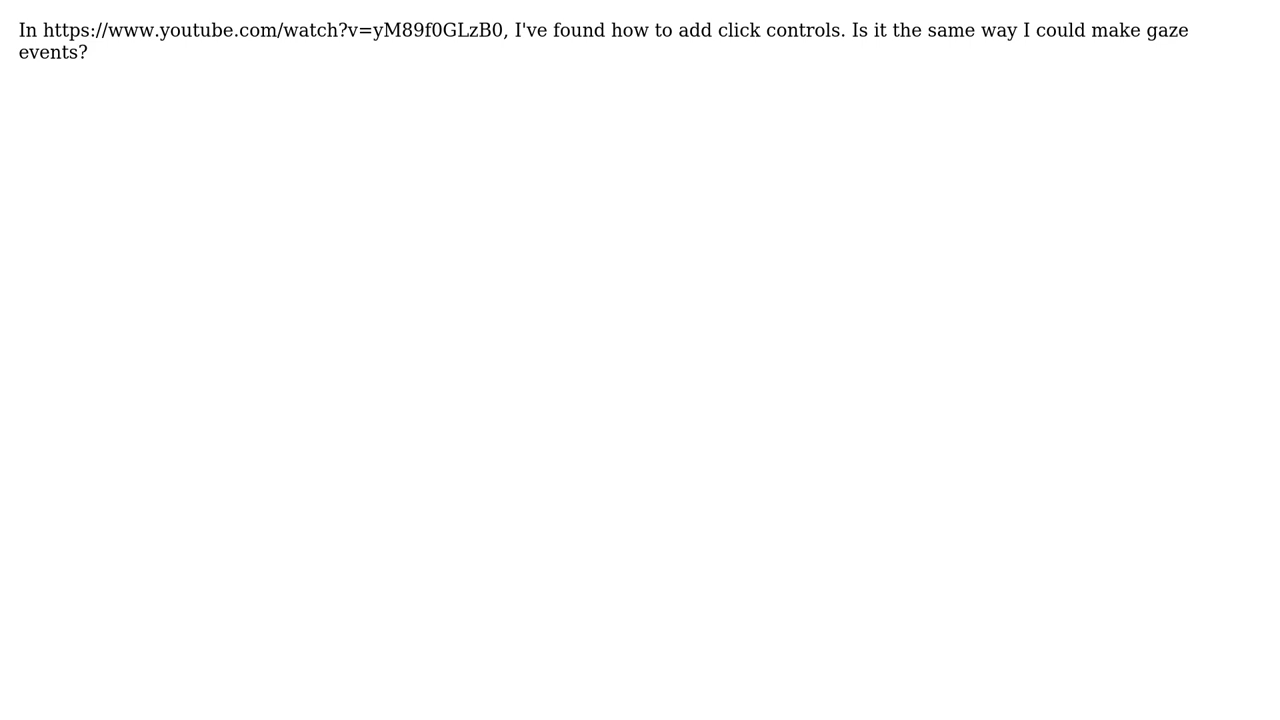 In https://www.youtube.com/watch?v=yM89f0GLzB0, I've found how to add click controls. Is it the same way I could make gaze
events?